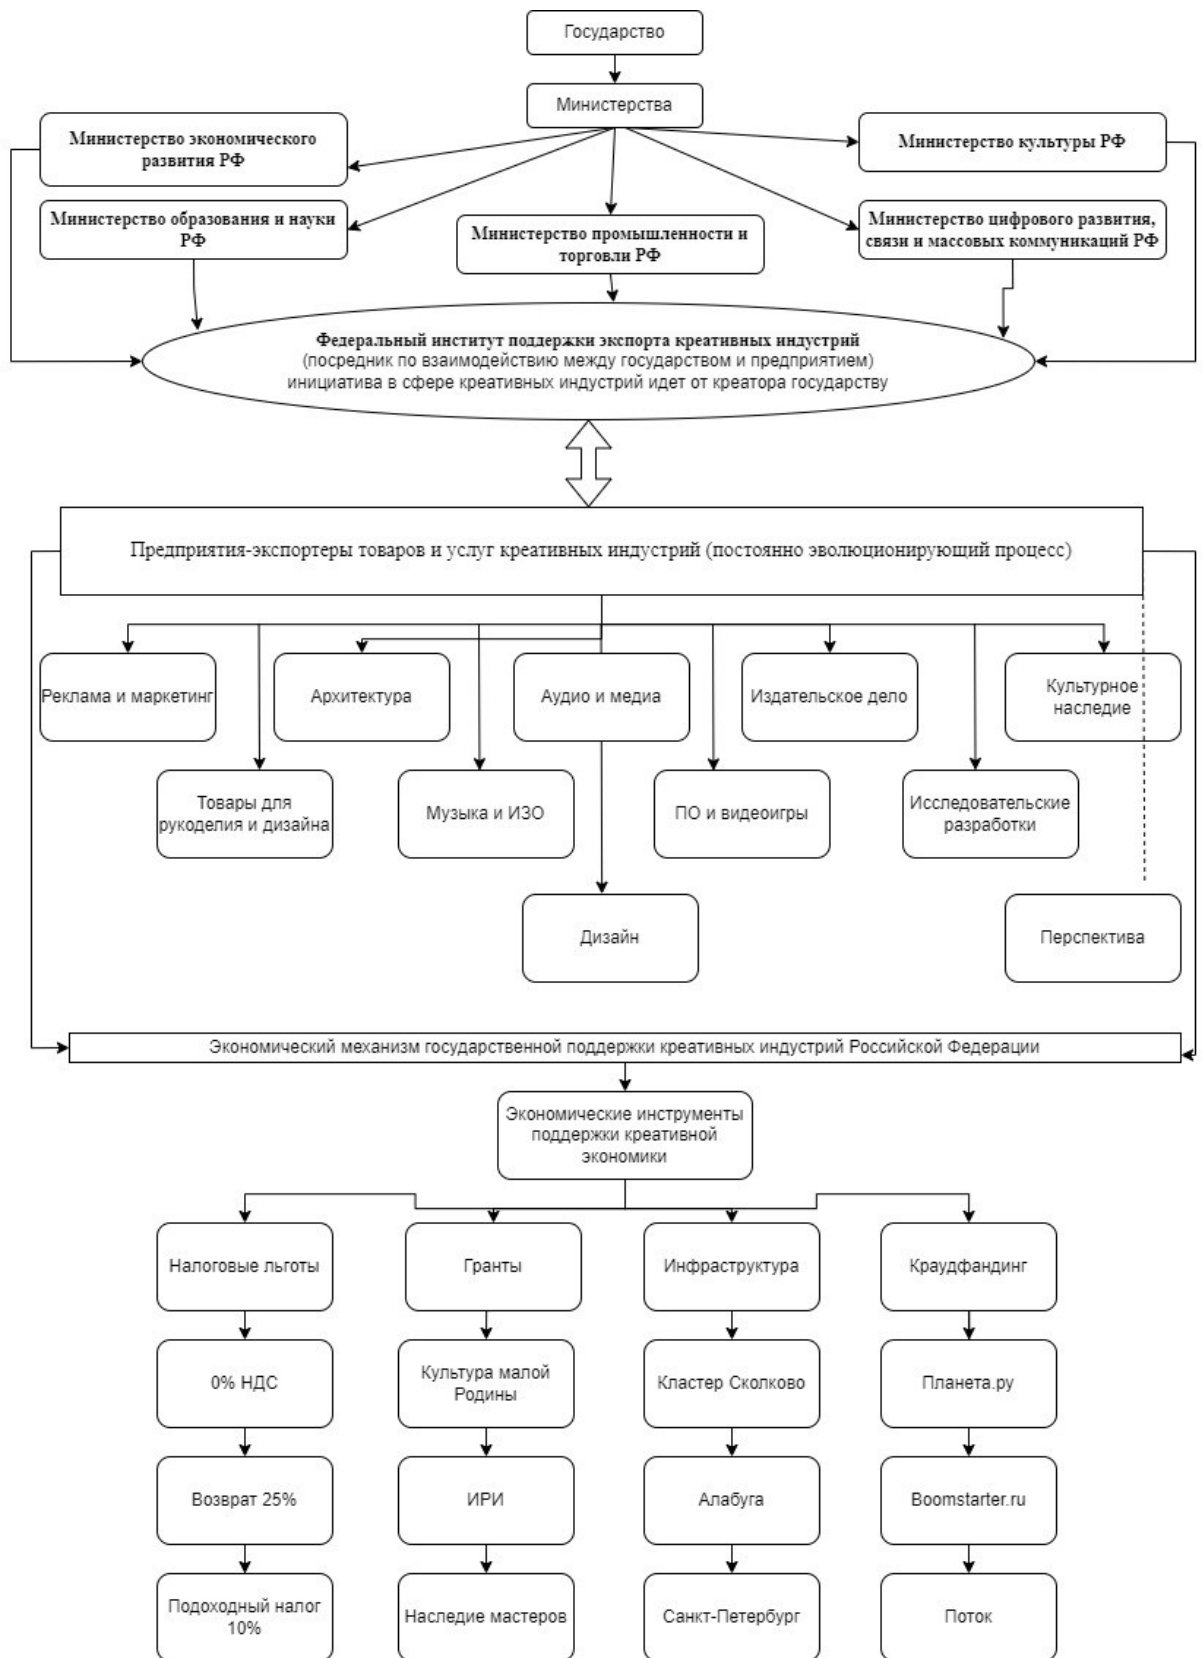 Государство
Министерства
Министерство экономического
развития РФ
Министерство культуры РФ
Министерство образования и науки
РФ
Министерство промышленности и
торговли РФ
Министерство цифрового развития,
связи и массовых коммуникаций РФ
Федеральный институт поддержки экспорта креативных индустрий
(посредник по взаимодействию между государством и предприятием)
инициатива в сфере креативных индустрий идет от креатора государству
Предприятия-экспортеры товаров и услуг креативных индустрий (постоянно эволюционирующий процесс)
Реклама и маркетинг
Архитектура
Аудио и медиа
Издательское дело
Культурное
наследие
Товары для
рукоделия и дизайна
Музыка и ИЗО
ПО и видеоигры
Исследовательские
разработки
Дизайн
Перспектива
Экономический механизм государственной поддержки креативных индустрий Российской Федерации
Экономические инструменты
поддержки креативной
экономики
Налоговые льготы
Гранты
Инфраструктура
Краудфандинг
0% НДС
Культура малой
Родины
Кластер Сколково
Планета.ру
Возврат 25%
ИРИ
Алабуга
Boomstarter.ru
Подоходный налог
10%
Наследие мастеров
Санкт-Петербург
Поток